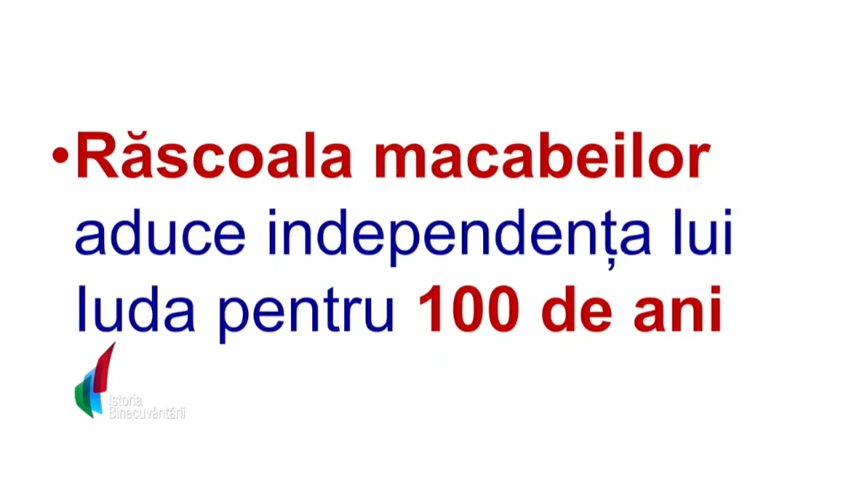 •Răscoala macabeilor
aduce independența lui
Iuda pentru 100 de ani
Istoria
Binecuvântării